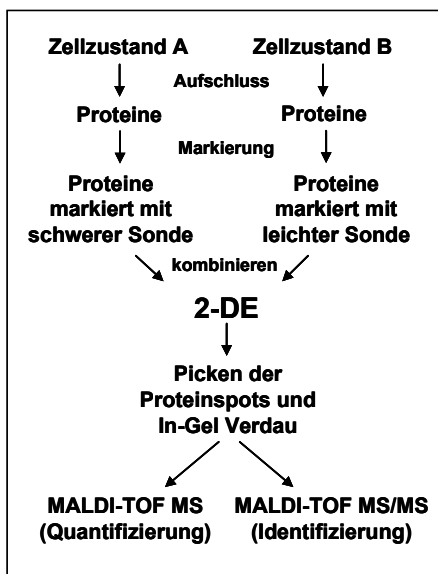 Zellzustand A Zellzustand B
Aufschluss
Proteine Proteine
Markierung
Proteine
markiert mit
schwerer Sonde
Proteine
markiert mit
leichter Sonde
kombinieren
2-DE
Picken der
Proteinspots und
In-Gel Verdau
MALDI-TOF MS
(Quantifizierung)
MALDI-TOF MS/MS
(Identifizierung)